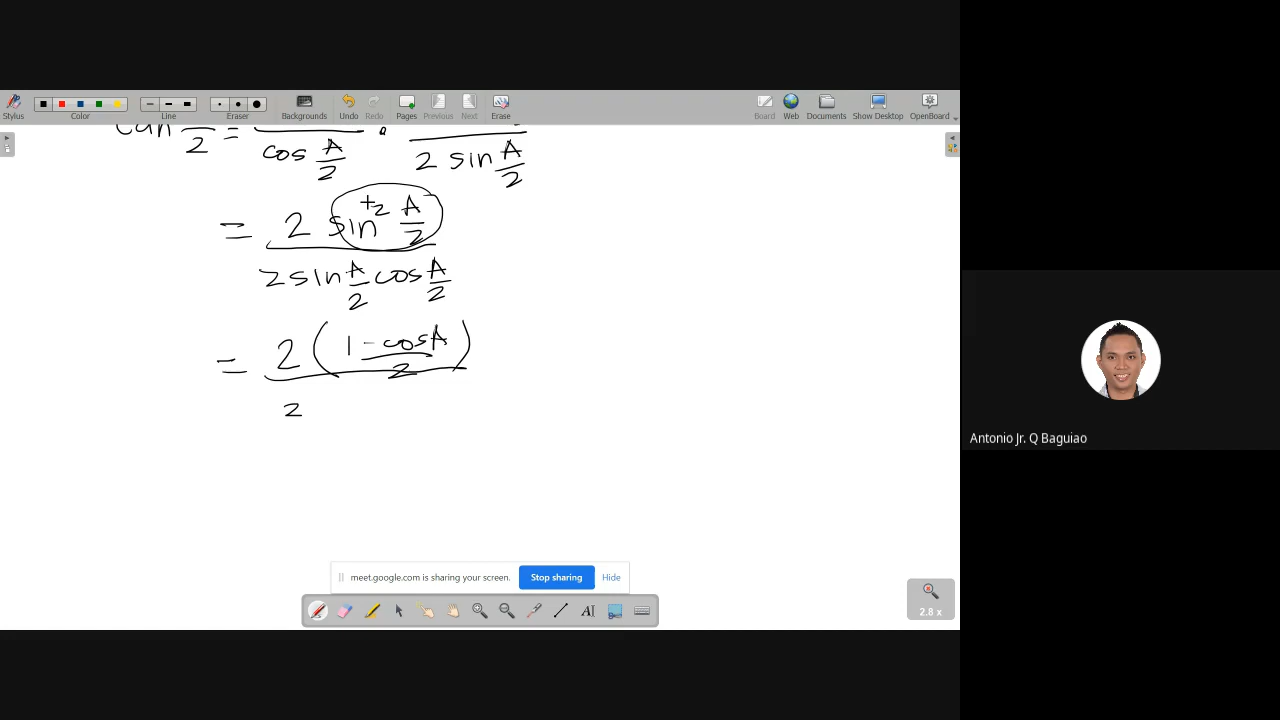 Stylus Color Line Eraser Backgrounds Undo Redo Pages Previous Next Erase Board Web Documents Show Desktop OpenBoard
tan /2 = / cos A/2 · / 2 sin A/2
= 2 sin^+2 A/2 / 2 sin A/2 cos A/2
= 2 (1 - cos A / 2) / 2
Antonio Jr. Q Baguiao
meet.google.com is sharing your screen. Stop sharing Hide
AI
2.8 x